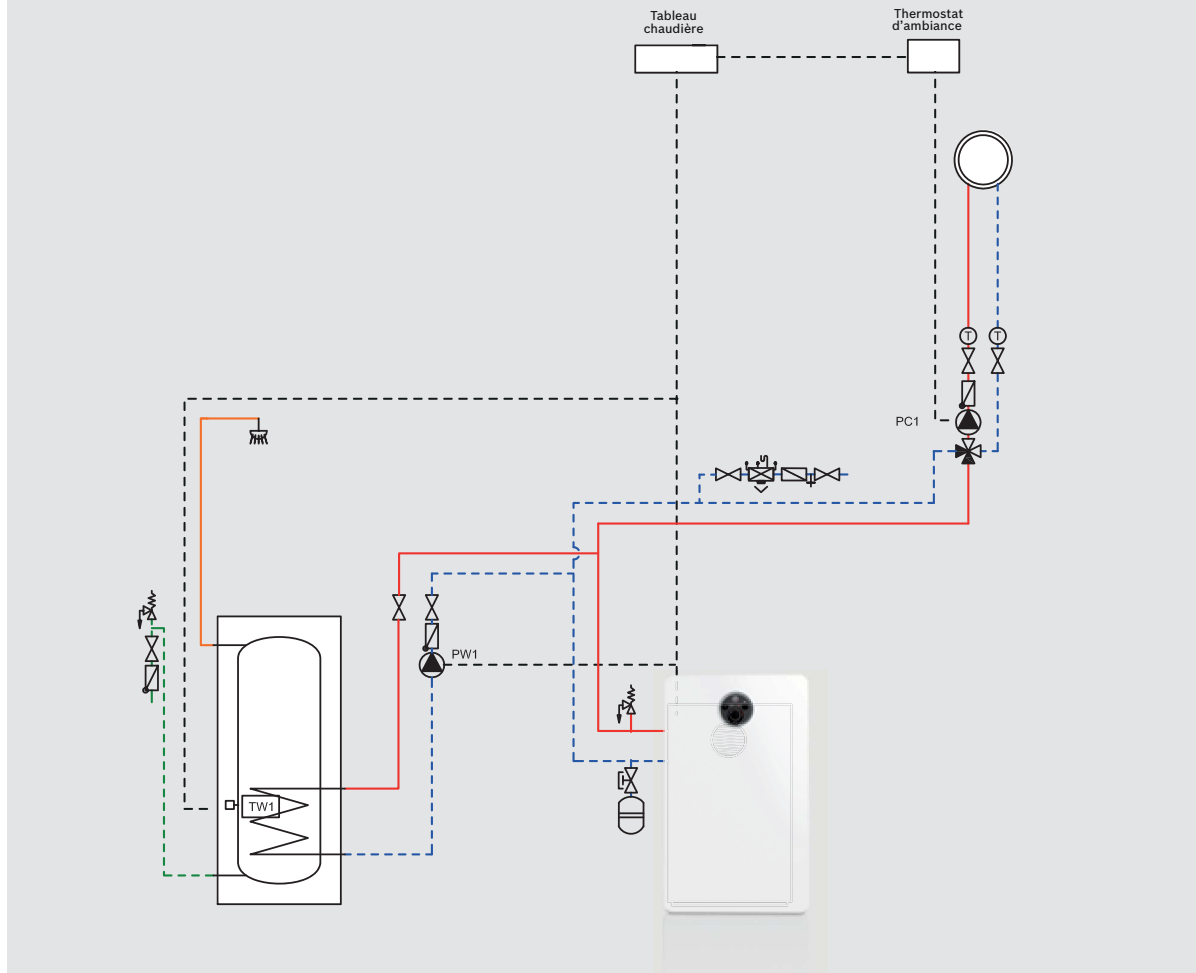 Tableau
chaudière
Thermostat
d'ambiance
T
T
PC1
PW1
TW1